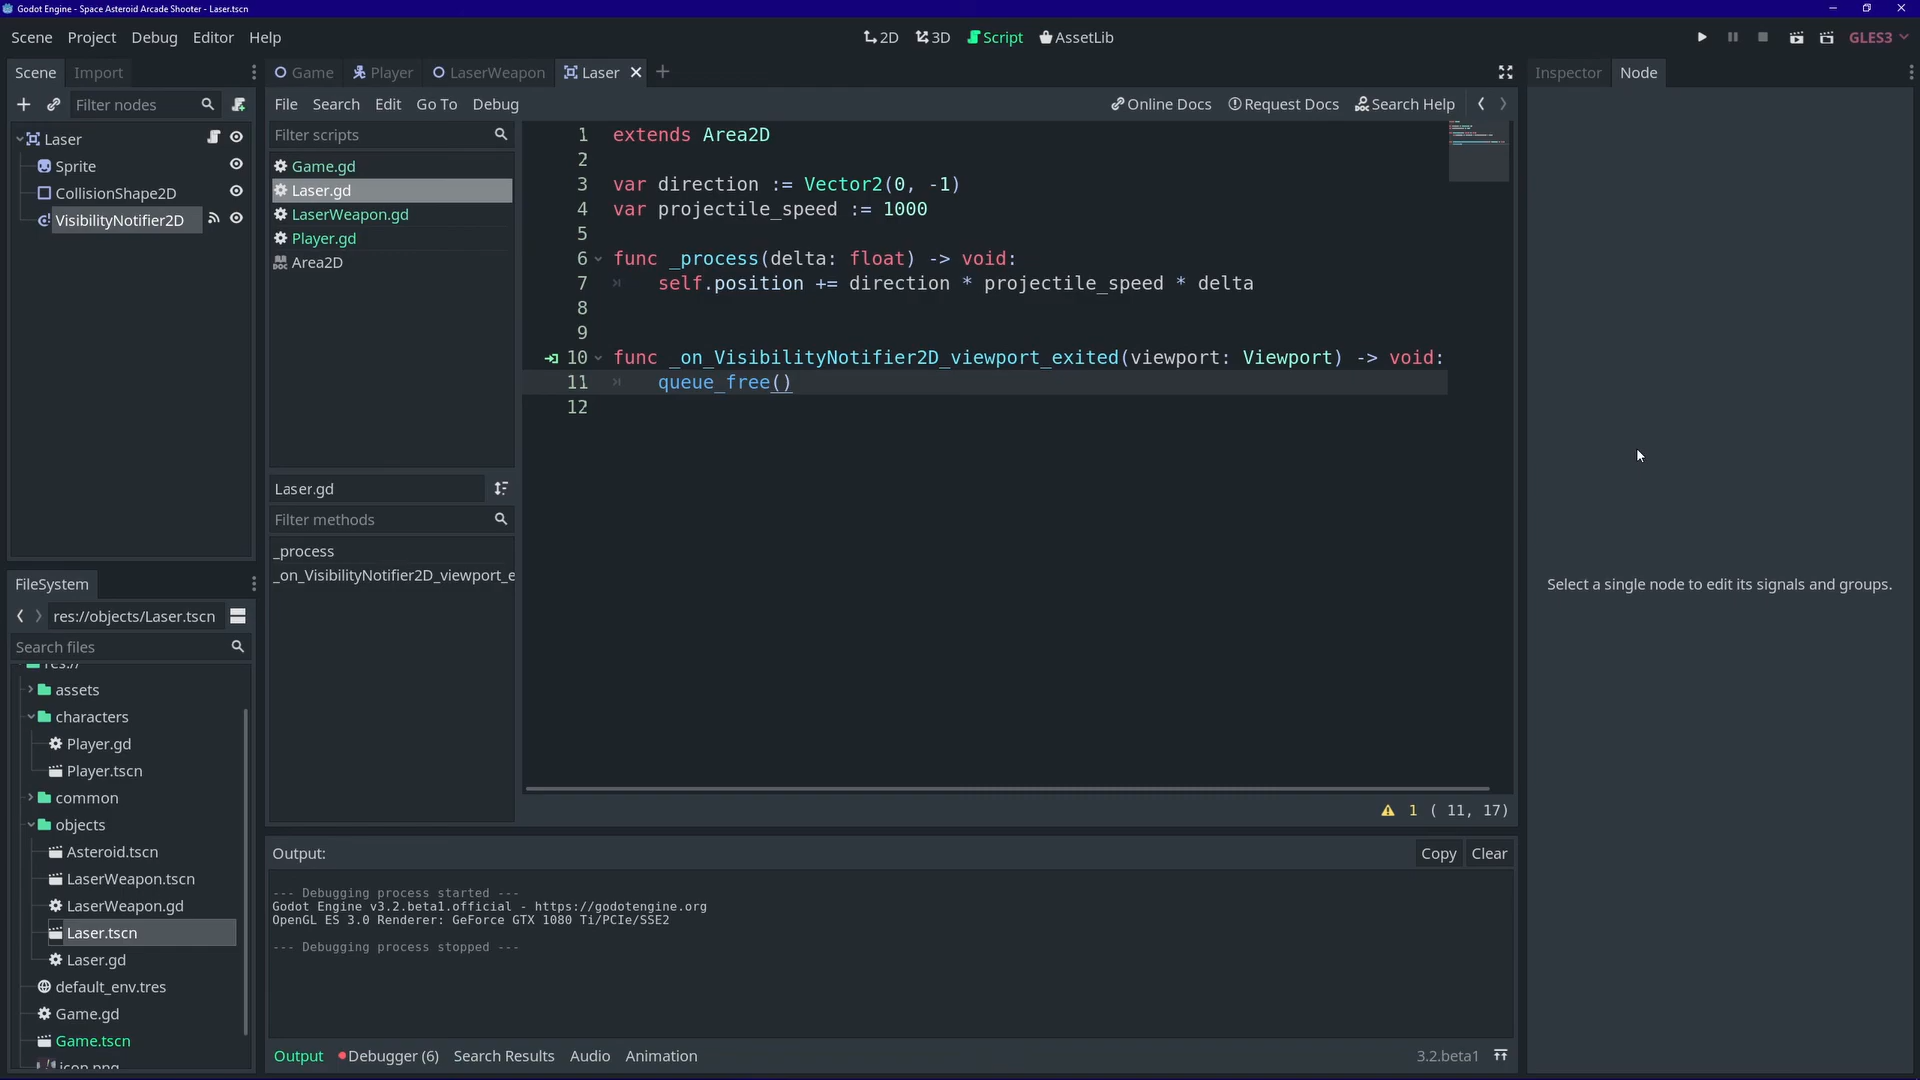 Godot Engine - Space Asteroid Arcade Shooter - Laser.tscn
Scene Project Debug Editor Help
2D 3D Script AssetLib
GLES3
Scene Import
Filter nodes
Laser
Sprite
CollisionShape2D
VisibilityNotifier2D
FileSystem
res://objects/Laser.tscn
Search files
res://
assets
characters
Player.gd
Player.tscn
common
objects
Asteroid.tscn
LaserWeapon.tscn
LaserWeapon.gd
Laser.tscn
Laser.gd
default_env.tres
Game.gd
Game.tscn
icon.png
Game Player LaserWeapon Laser
File Search Edit Go To Debug
Online Docs Request Docs Search Help
Filter scripts
Game.gd
Laser.gd
LaserWeapon.gd
Player.gd
Area2D
Laser.gd
Filter methods
_process
_on_VisibilityNotifier2D_viewport_e
1 extends Area2D
2
3 var direction := Vector2(0, -1)
4 var projectile_speed := 1000
5
6 func _process(delta: float) -> void:
7 self.position += direction * projectile_speed * delta
8
9
10 func _on_VisibilityNotifier2D_viewport_exited(viewport: Viewport) -> void:
11 queue_free()
12
1 ( 11, 17)
Output:
Copy Clear
--- Debugging process started ---
Godot Engine v3.2.beta1.official - https://godotengine.org
OpenGL ES 3.0 Renderer: GeForce GTX 1080 Ti/PCIe/SSE2
--- Debugging process stopped ---
Output Debugger (6) Search Results Audio Animation
3.2.beta1
Inspector Node
Select a single node to edit its signals and groups.